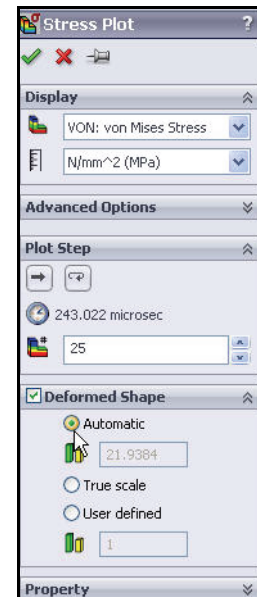 Stress Plot ?
Display
VON: von Mises Stress
N/mm^2 (MPa)
Advanced Options
Plot Step
243.022 microsec
25
Deformed Shape
Automatic
21.9384
True scale
User defined
1
Property